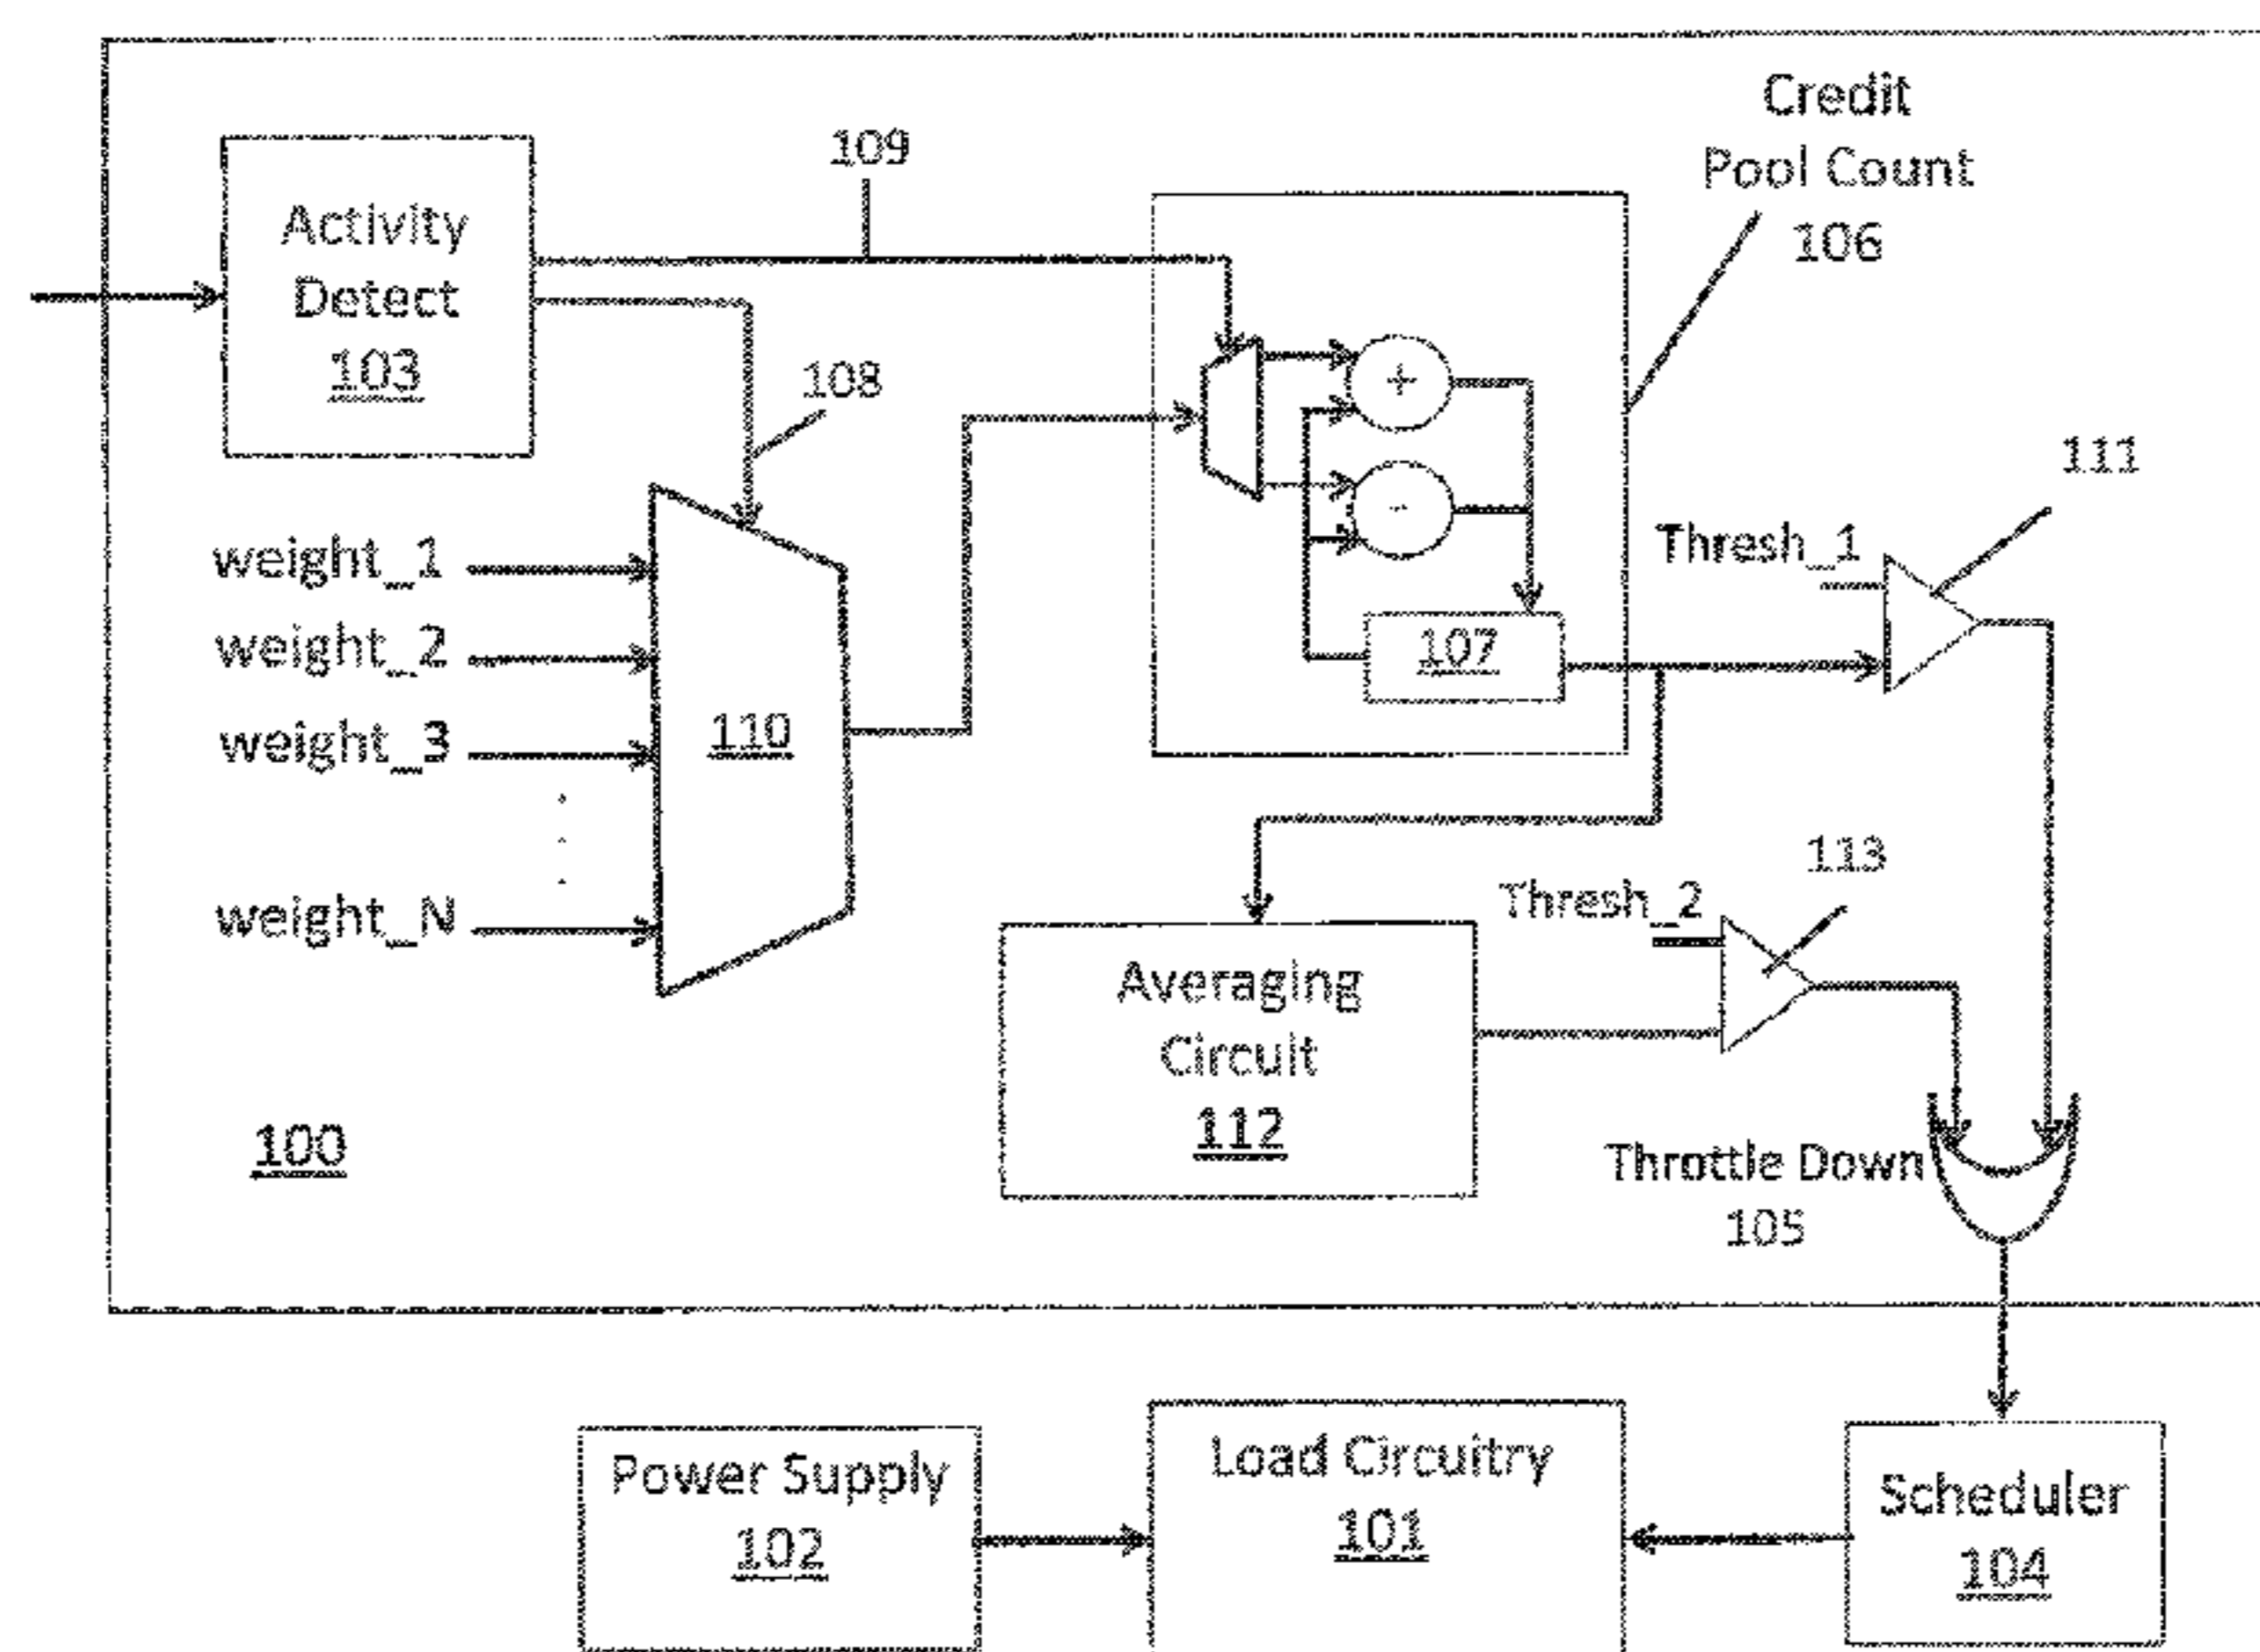 Credit
Pool Count
106
109
Activity
Detect
103
108
111
weight_1
Thresh_1
+
-
weight_2
107
weight_3
110
113
weight_N
Thresh_2
Averaging
Circuit
112
100
Throttle Down
105
Power Supply
102
Load Circuitry
101
Scheduler
104